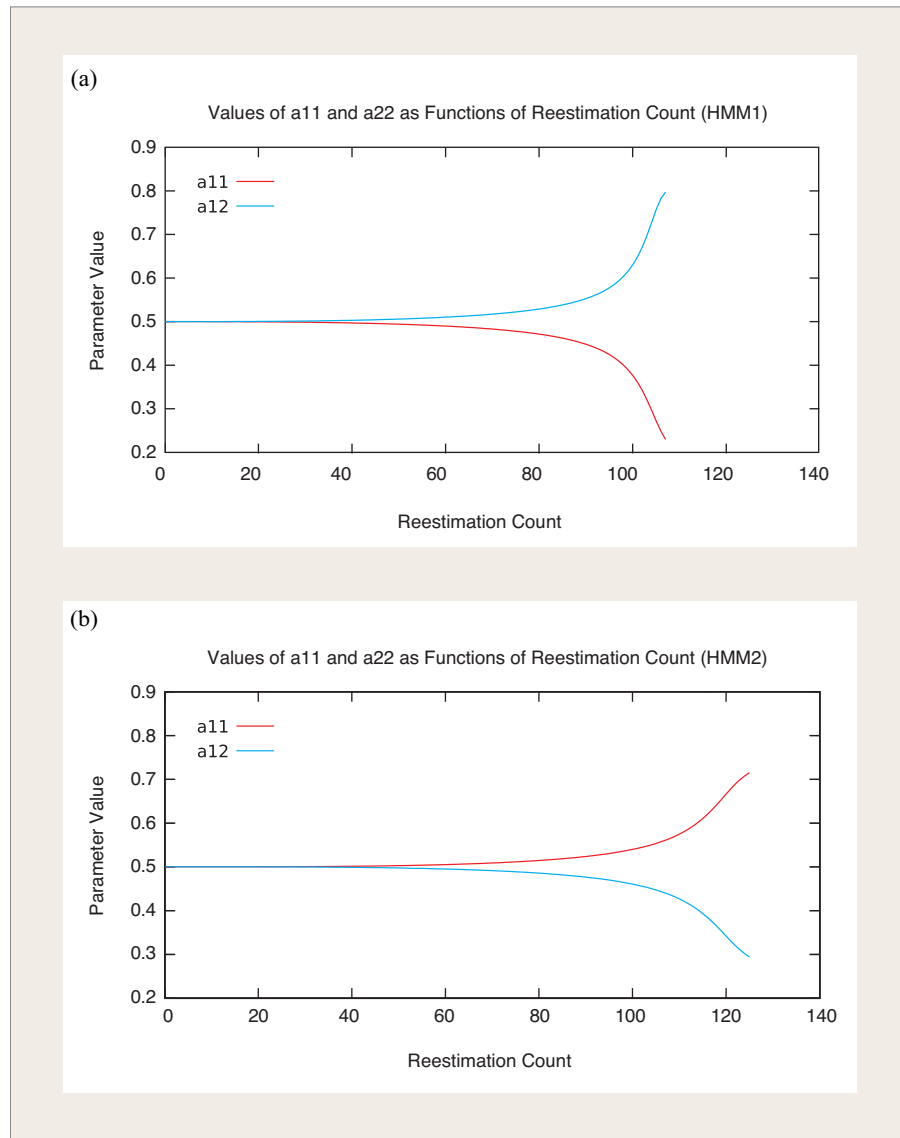 (a)
Values of a11 and a22 as Functions of Reestimation Count (HMM1)
0.9
0.8
0.7
0.6
0.5
0.4
0.3
0.2
a11
a12
Parameter Value
0 20 40 60 80 100 120 140
Reestimation Count
(b)
Values of a11 and a22 as Functions of Reestimation Count (HMM2)
0.9
0.8
0.7
0.6
0.5
0.4
0.3
0.2
a11
a12
Parameter Value
0 20 40 60 80 100 120 140
Reestimation Count